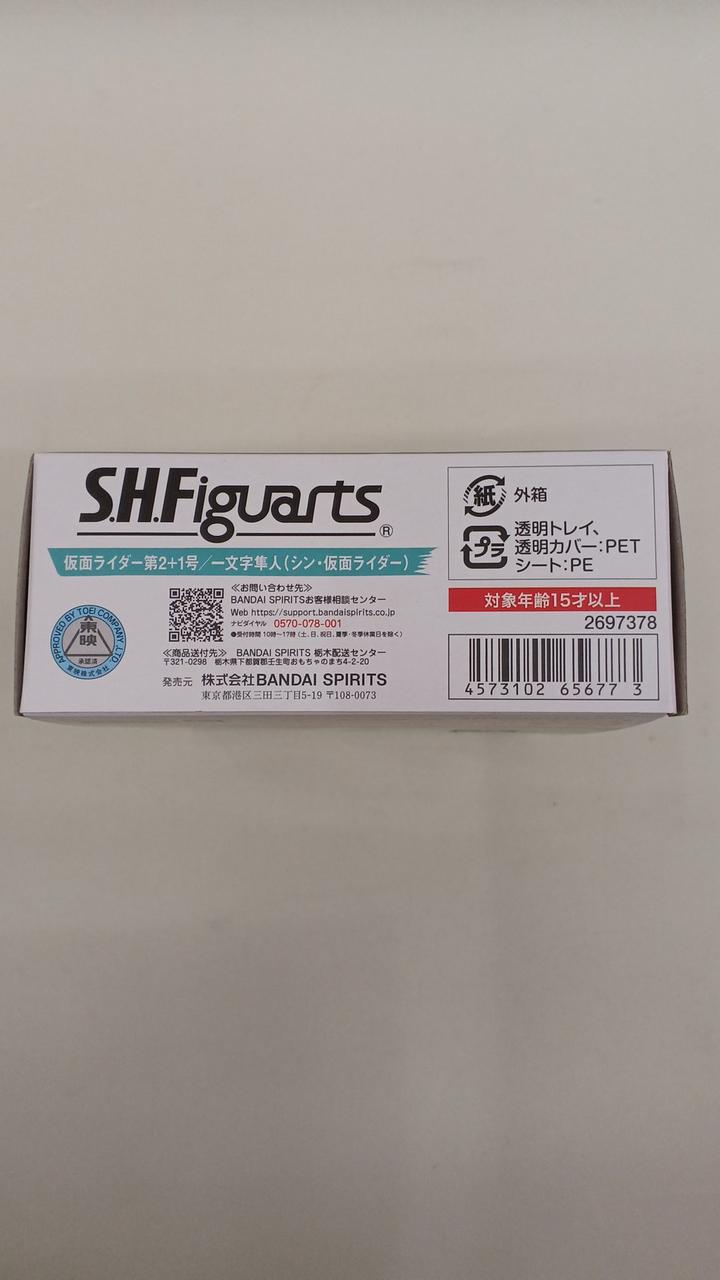 S.H.Figuarts®
仮面ライダー第2+1号/一文字隼人(シン・仮面ライダー)
APPROVED BY TOEI COMPANY,LTD.
東映
承認済
東映株式会社
≪お問い合わせ先≫
BANDAI SPIRITSお客様相談センター
Web https://support.bandaispirits.co.jp
ナビダイヤル 0570-078-001
●受付時間 10時〜17時(土、日、祝日、夏季・冬季休業日を除く)
≪商品送付先≫ BANDAI SPIRITS 栃木配送センター
〒321-0298 栃木県下都賀郡壬生町おもちゃのまち4-2-20
発売元 株式会社BANDAI SPIRITS
東京都港区三田三丁目5-19 〒108-0073
紙 外箱
プラ 透明トレイ、
透明カバー:PET
シート:PE
対象年齢15才以上
2697378
4573102 65677 3